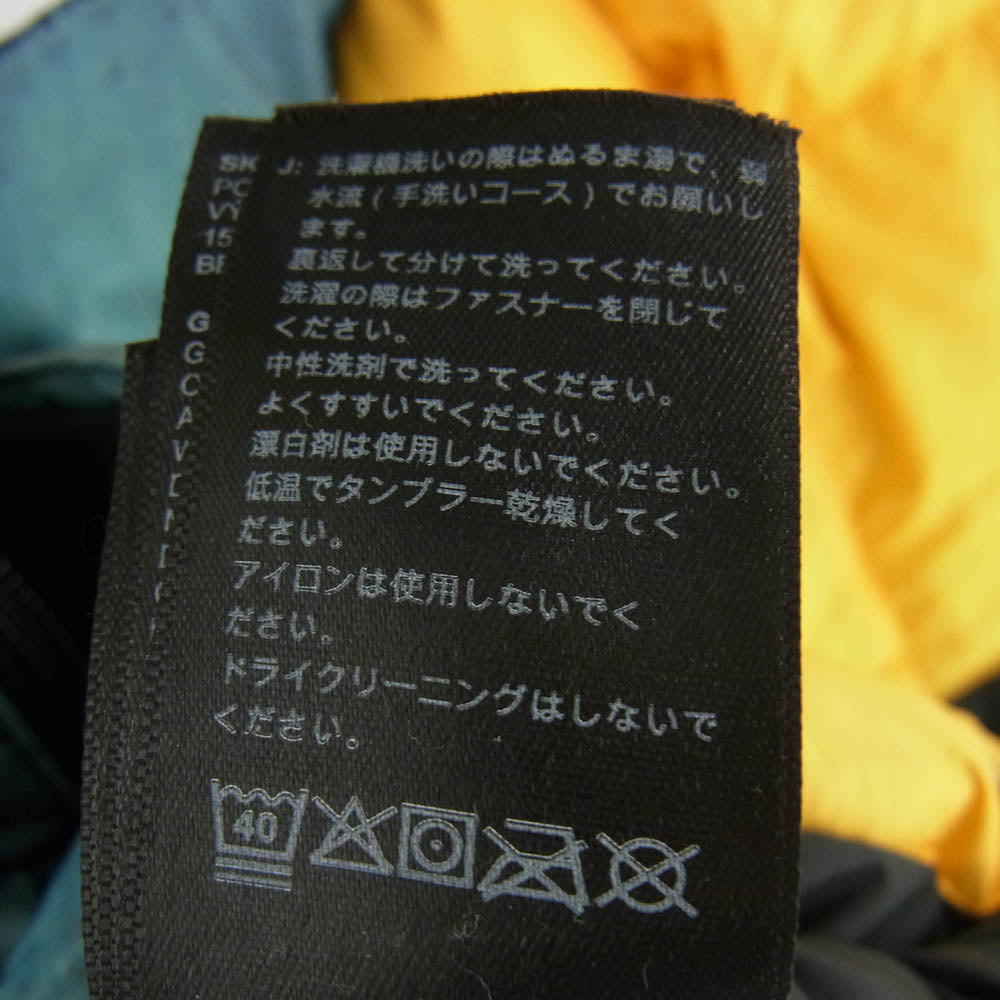 J: 洗濯機洗いの際はぬるま湯で、弱
水流(手洗いコース)でお願いし
ます。
裏返して分けて洗ってください。
洗濯の際はファスナーを閉じて
ください。
中性洗剤で洗ってください。
よくすすいでください。
漂白剤は使用しないでください。
低温でタンブラー乾燥してく
ださい。
アイロンは使用しないでく
ださい。
ドライクリーニングはしないで
ください。
40
SK
PO
VY
15
G
G
C
A
V